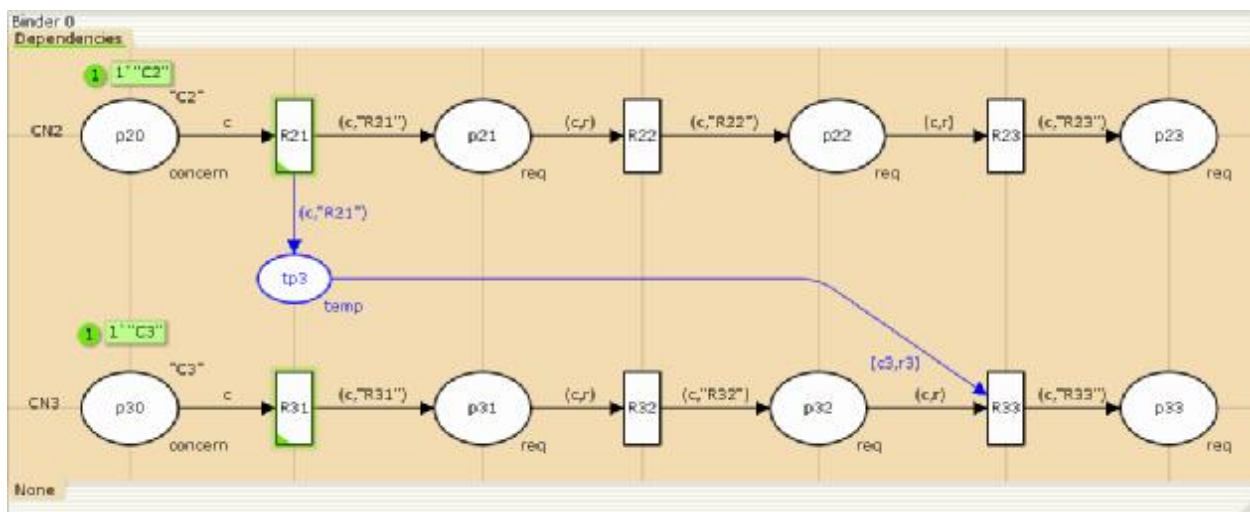 Binder 0
Dependencies
1 1`"C2"
"C2"
CN2 p20 c R21 (c,"R21") p21 (c,r) R22 (c,"R22") p22 (c,r) R23 (c,"R23") p23
concern req req req
(c,"R21")
tp3
temp
1 1`"C3"
"C3"
(c3,r3)
CN3 p30 c R31 (c,"R31") p31 (c,r) R32 (c,"R32") p32 (c,r) R33 (c,"R33") p33
concern req req req
None